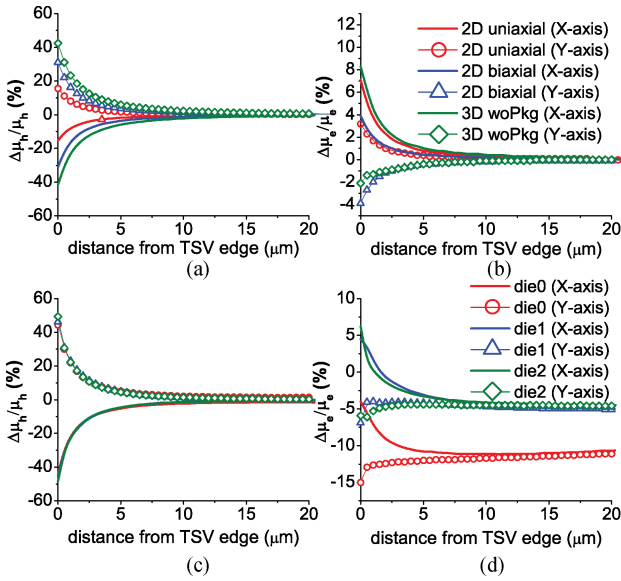 60
40
20
0
-20
-40
-60
Δμh/μh (%)
0 5 10 15 20
distance from TSV edge (μm)
(a)
12
10
8
6
4
2
0
-2
-4
Δμe/μe (%)
2D uniaxial (X-axis)
2D uniaxial (Y-axis)
2D biaxial (X-axis)
2D biaxial (Y-axis)
3D woPkg (X-axis)
3D woPkg (Y-axis)
0 5 10 15 20
distance from TSV edge (μm)
(b)
60
40
20
0
-20
-40
-60
Δμh/μh (%)
0 5 10 15 20
distance from TSV edge (μm)
(c)
10
5
0
-5
-10
-15
Δμe/μe (%)
die0 (X-axis)
die0 (Y-axis)
die1 (X-axis)
die1 (Y-axis)
die2 (X-axis)
die2 (Y-axis)
0 5 10 15 20
distance from TSV edge (μm)
(d)